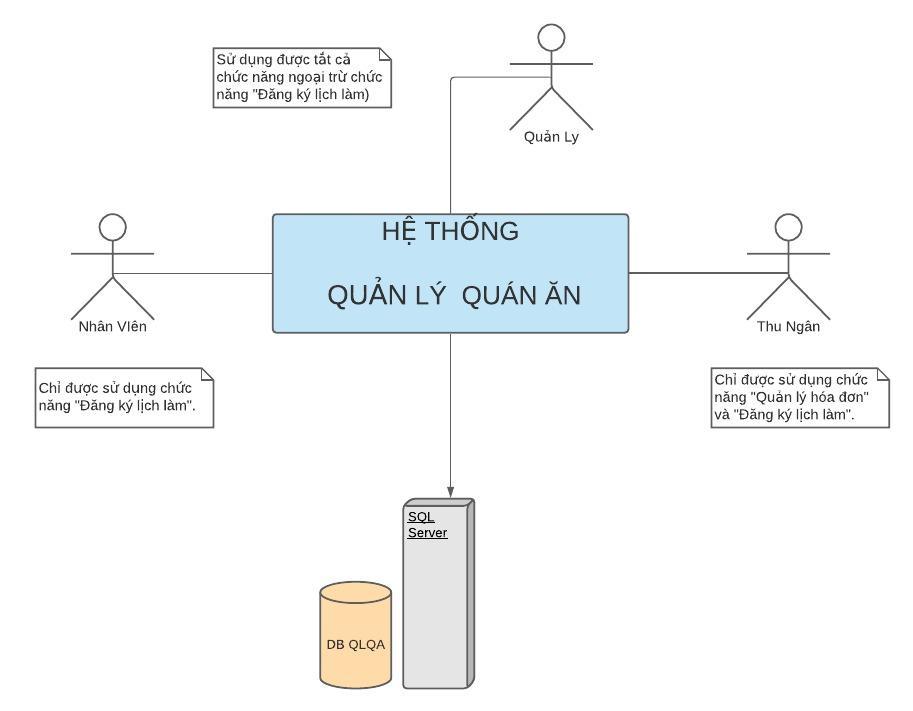 Sử dụng được tất cả
chức năng ngoại trừ chức
năng "Đăng ký lịch làm)
Quản Ly
HỆ THỐNG
QUẢN LÝ QUÁN ĂN
Nhân VIên
Thu Ngân
Chỉ được sử dụng chức
năng "Đăng ký lịch làm".
Chỉ được sử dụng chức
năng "Quản lý hóa đơn"
và "Đăng ký lịch làm".
SQL
Server
DB QLQA